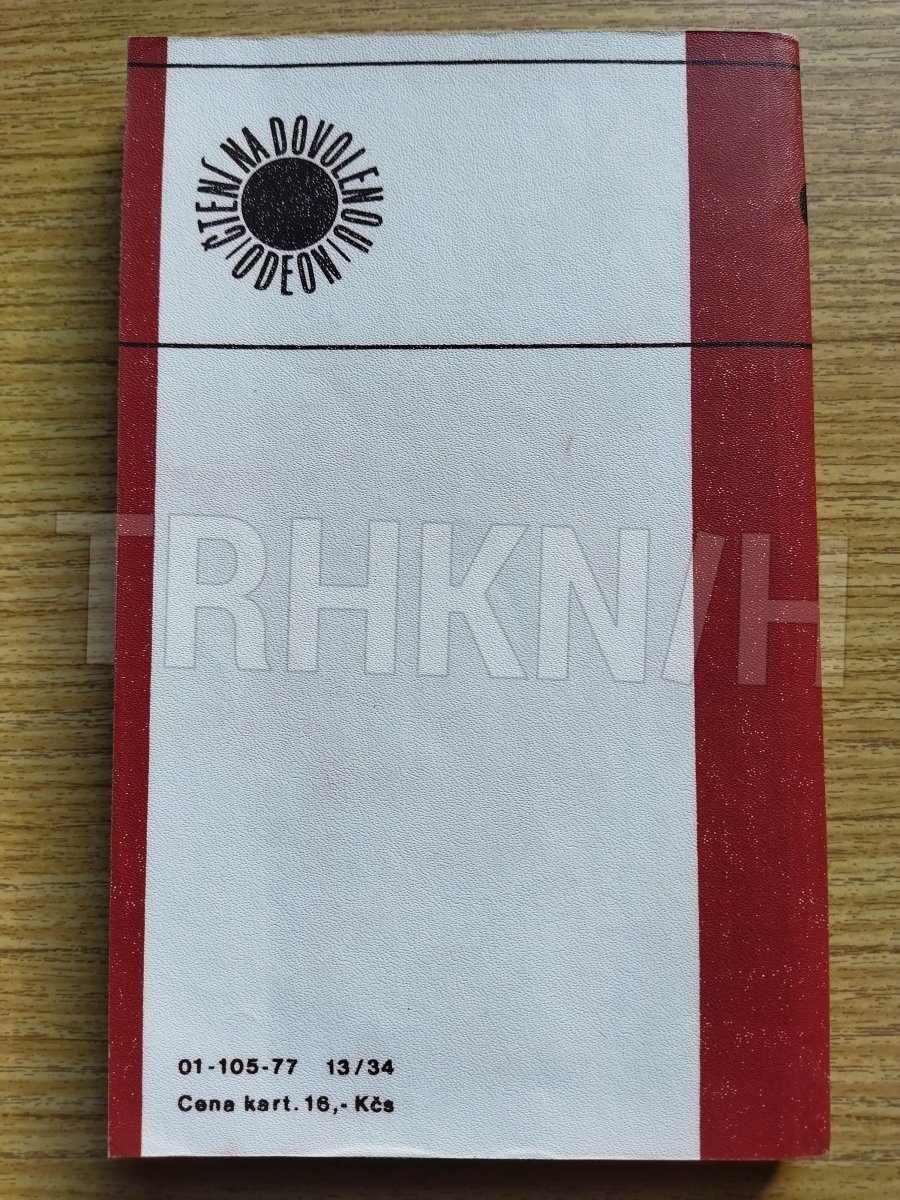 ČTENÍ NA DOVOLENOU ODEON
TRHKNIH
01-105-77 13/34
Cena kart. 16,- Kčs